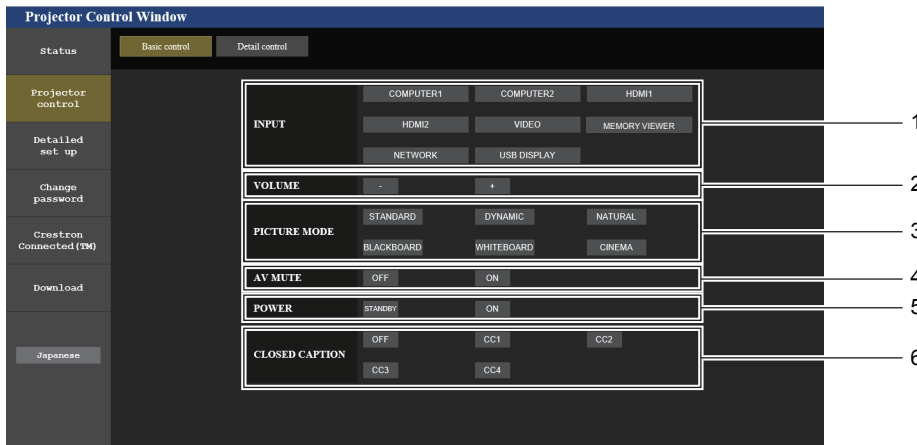 Projector Control Window
Status
Basic control
Detail control
Projector
control
Detailed
set up
Change
password
Crestron
Connected(TM)
Download
Japanese
INPUT
COMPUTER1 COMPUTER2 HDMI1
HDMI2 VIDEO MEMORY VIEWER
NETWORK USB DISPLAY
1
VOLUME - +
2
PICTURE MODE
STANDARD DYNAMIC NATURAL
BLACKBOARD WHITEBOARD CINEMA
3
AV MUTE OFF ON
4
POWER STANDBY ON
5
CLOSED CAPTION
OFF CC1 CC2
CC3 CC4
6